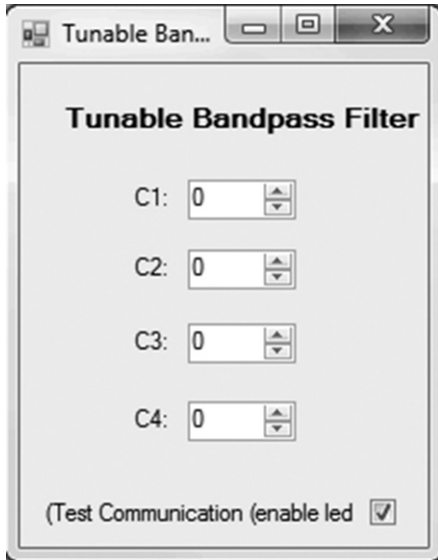 Tunable Ban...
Tunable Bandpass Filter
C1: 0
C2: 0
C3: 0
C4: 0
(Test Communication (enable led